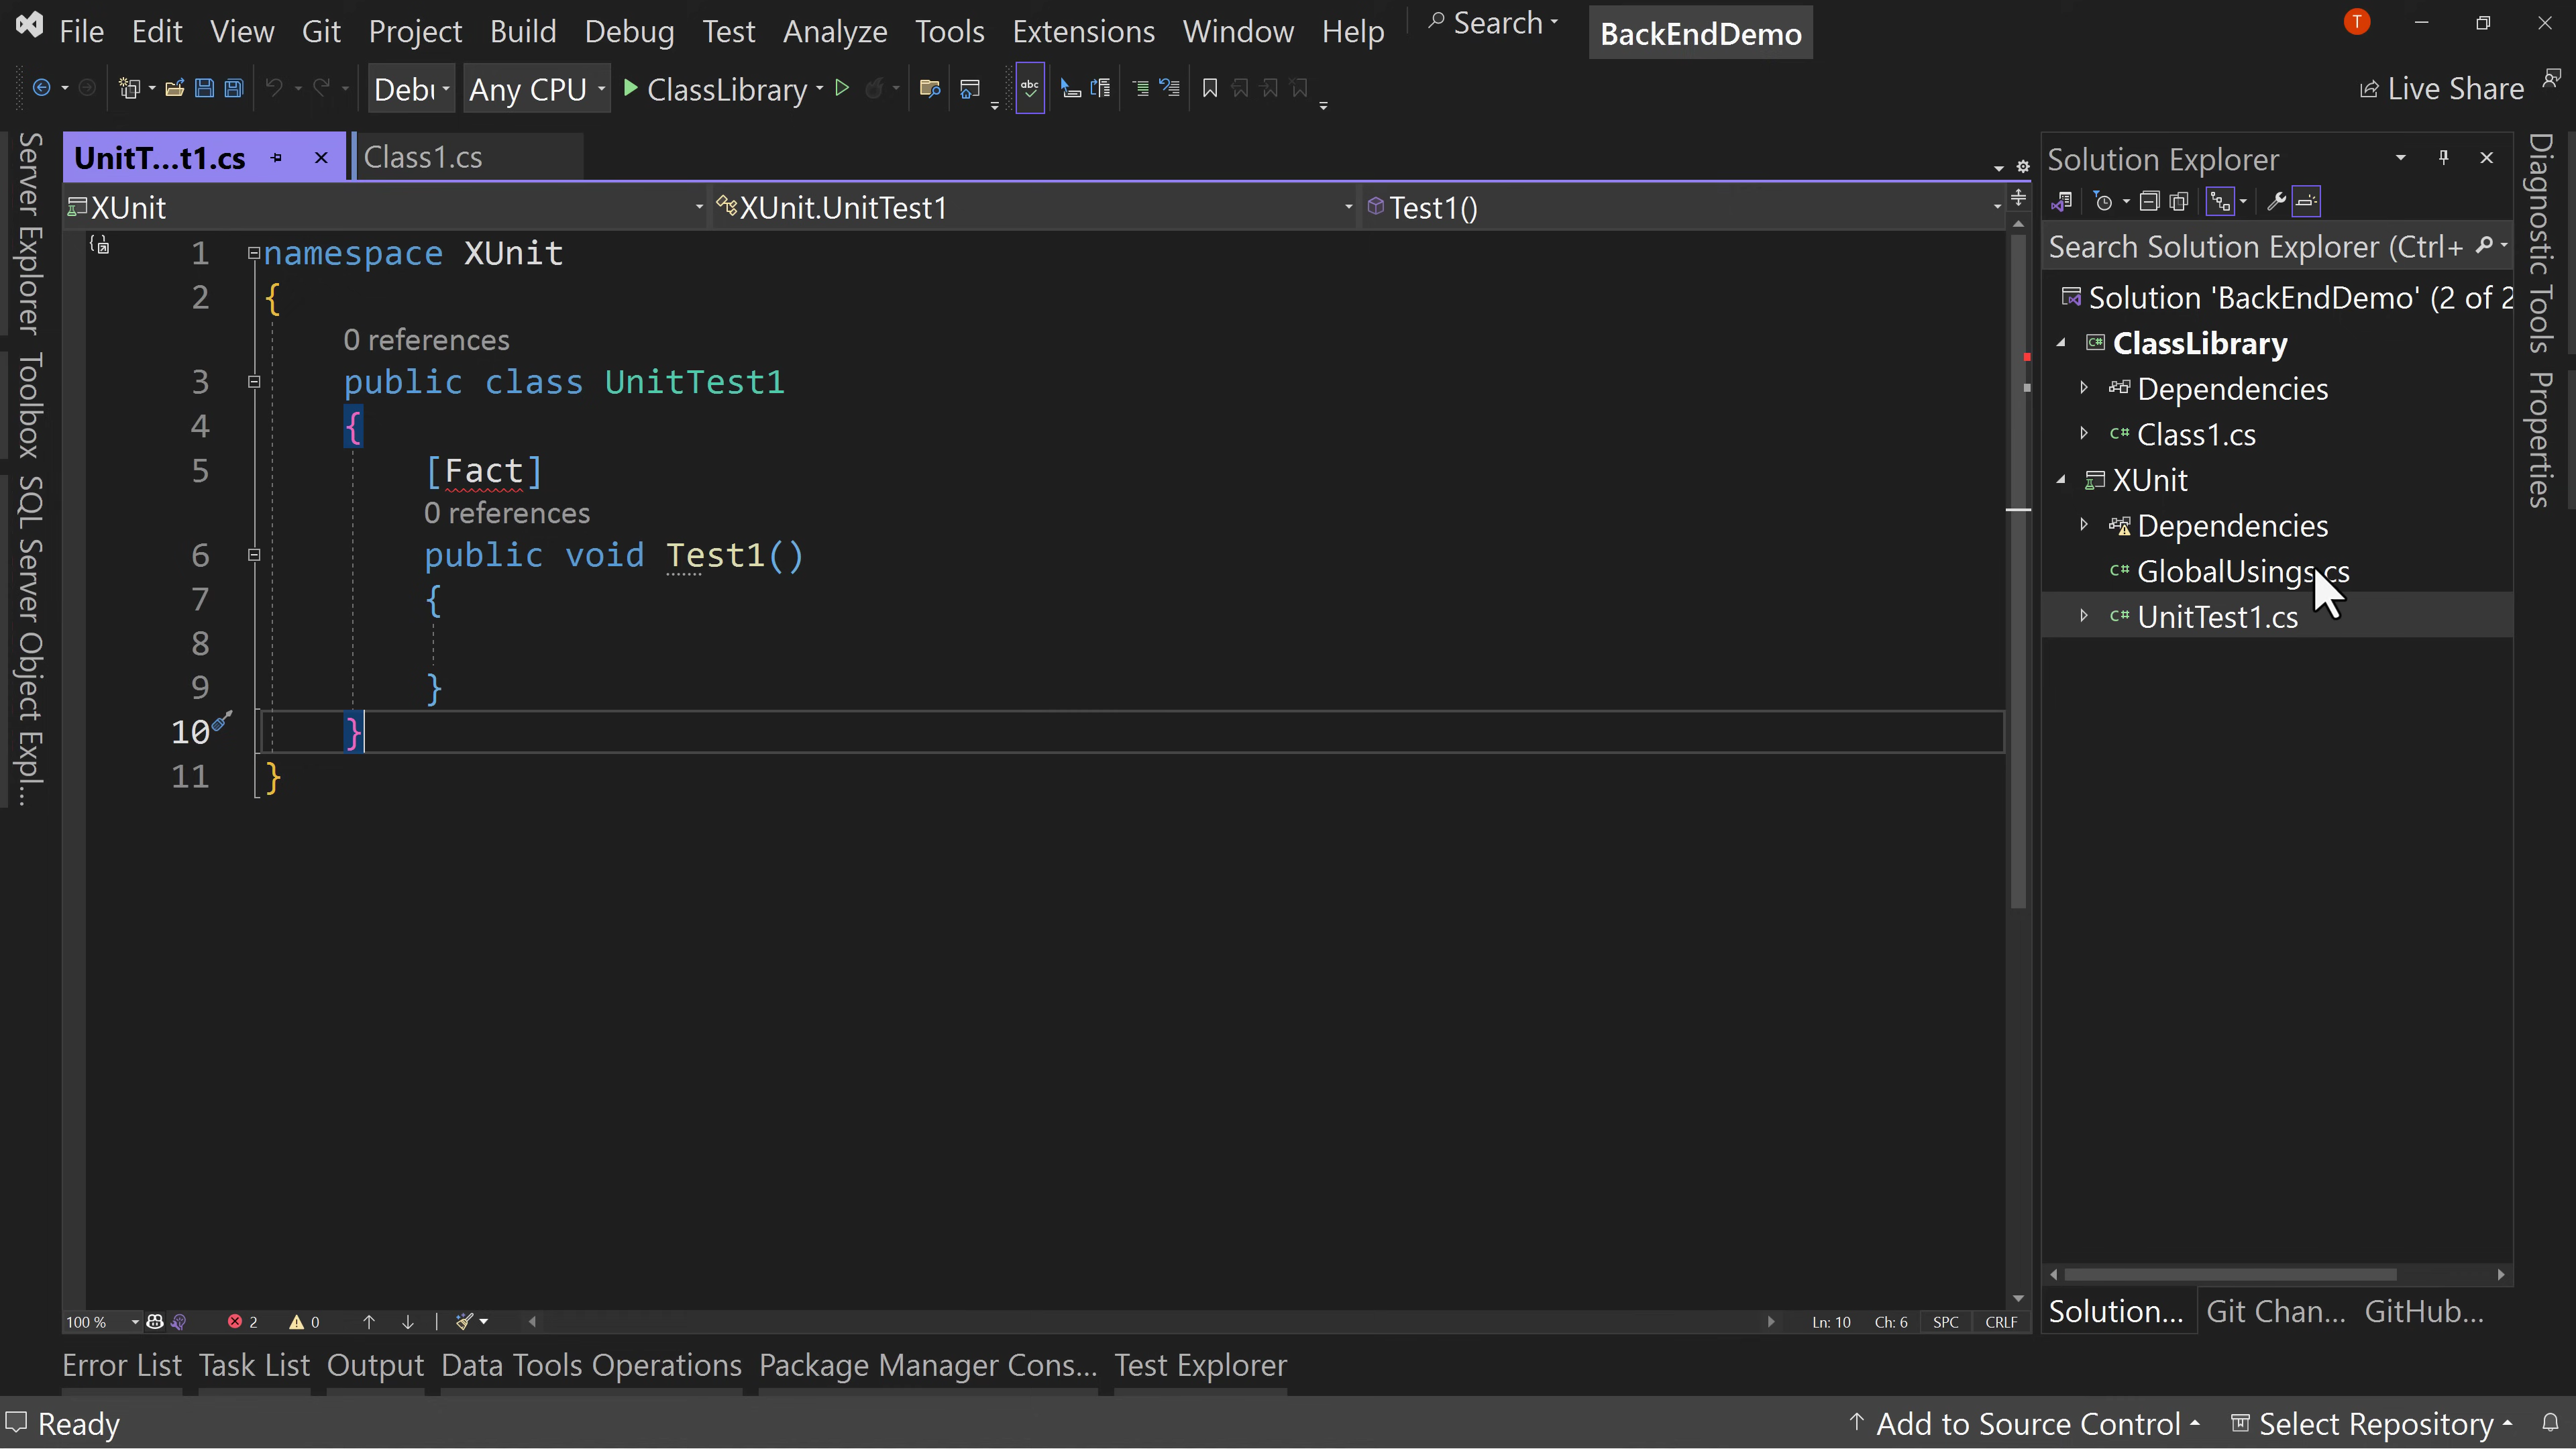 File Edit View Git Project Build Debug Test Analyze Tools Extensions Window Help Search BackEndDemo T
Debu Any CPU ClassLibrary abc Live Share
UnitT...t1.cs Class1.cs
XUnit XUnit.UnitTest1 Test1()
1 namespace XUnit
2 {
0 references
3 public class UnitTest1
4 {
5 [Fact]
0 references
6 public void Test1()
7 {
8
9 }
10 }
11 }
100 % 2 0 Ln: 10 Ch: 6 SPC CRLF
Error List Task List Output Data Tools Operations Package Manager Cons... Test Explorer
Ready Add to Source Control Select Repository
Server Explorer
Toolbox
SQL Server Object Expl...
Solution Explorer
Search Solution Explorer (Ctrl+
Solution 'BackEndDemo' (2 of 2
C# ClassLibrary
Dependencies
C# Class1.cs
XUnit
Dependencies
C# GlobalUsings.cs
C# UnitTest1.cs
Solution... Git Chan... GitHub...
Diagnostic Tools
Properties